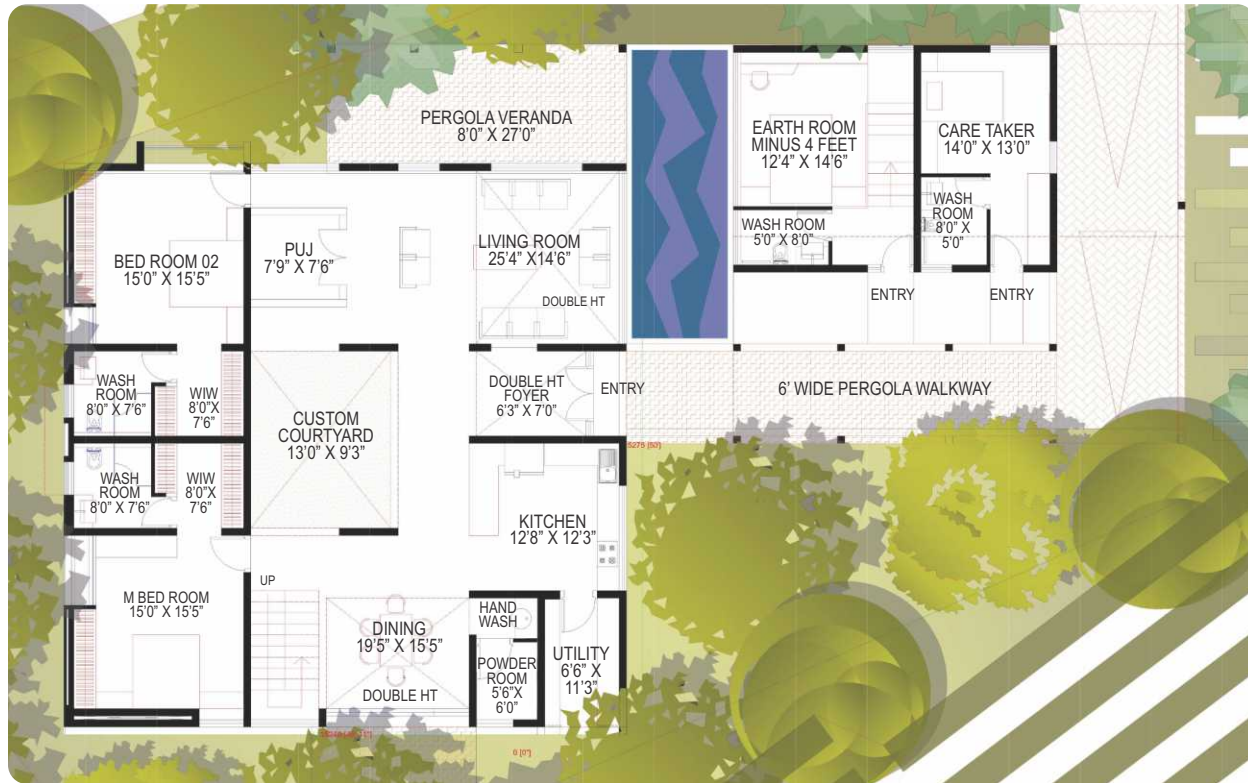 PERGOLA VERANDA
8'0" X 27'0"
EARTH ROOM
MINUS 4 FEET
12'4" X 14'6"
CARE TAKER
14'0" X 13'0"
WASH
ROOM
8'0" X
5'0"
WASH ROOM
5'0" X 8'0"
ENTRY
ENTRY
BED ROOM 02
15'0" X 15'5"
PUJ
7'9" X 7'6"
LIVING ROOM
25'4" X14'6"
DOUBLE HT
WASH
ROOM
8'0" X 7'6"
WIW
8'0"X
7'6"
CUSTOM
COURTYARD
13'0" X 9'3"
DOUBLE HT
FOYER
6'3" X 7'0"
ENTRY
6' WIDE PERGOLA WALKWAY
WASH
ROOM
8'0" X 7'6"
WIW
8'0"X
7'6"
KITCHEN
12'8" X 12'3"
UP
M BED ROOM
15'0" X 15'5"
DINING
19'5" X 15'5"
DOUBLE HT
HAND
WASH
POWDER
ROOM
5'6"X
6'0"
UTILITY
6'6" X
11'3"
0 [0"]